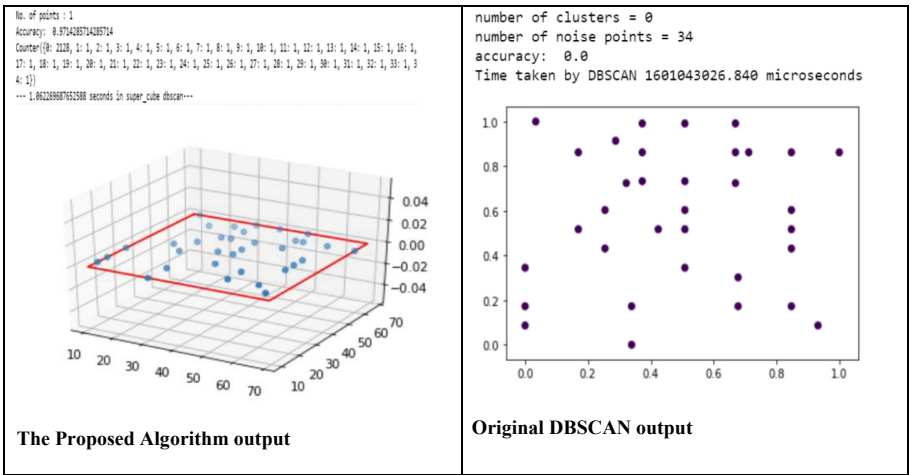 No. of points : 1
Accuracy: 0.9714285714285714
Counter({0: 2128, 1: 1, 2: 1, 3: 1, 4: 1, 5: 1, 6: 1, 7: 1, 8: 1, 9: 1, 10: 1, 11: 1, 12: 1, 13: 1, 14: 1, 15: 1, 16: 1,
17: 1, 18: 1, 19: 1, 20: 1, 21: 1, 22: 1, 23: 1, 24: 1, 25: 1, 26: 1, 27: 1, 28: 1, 29: 1, 30: 1, 31: 1, 32: 1, 33: 1, 3
4: 1})
--- 1.062269687652588 seconds in super_cube dbscan---
0.04
0.02
0.00
−0.02
−0.04
10 20 30 40 50 60 70
10 20 30 40 50 60 70
The Proposed Algorithm output
number of clusters = 0
number of noise points = 34
accuracy: 0.0
Time taken by DBSCAN 1601043026.840 microseconds
1.0
0.8
0.6
0.4
0.2
0.0
0.0 0.2 0.4 0.6 0.8 1.0
Original DBSCAN output